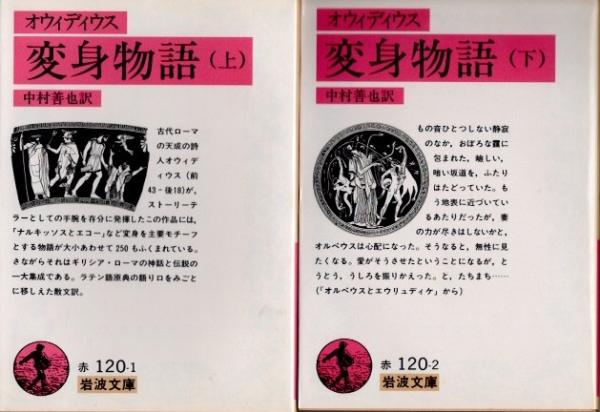 オウィディウス
変身物語(上)
中村善也訳
古代ローマ
の天成の詩
人オウィデ
ィウス(前
43-後18)が、
ストーリーテ
ラーとしての手腕を存分に発揮したこの作品には、
「ナルキッソスとエコー」など変身を主要モチーフ
とする物語が大小あわせて250もふくまれている。
さながらそれはギリシア・ローマの神話と伝説の
一大集成である。ラテン語原典の語り口をみごと
に移しえた散文訳。
赤 120-1
岩波文庫
オウィディウス
変身物語(下)
中村善也訳
もの音ひとつしない静寂
のなか、おぼろな靄に
包まれた、嶮しい、
暗い坂道を、ふたり
はたどっていた。も
う地表に近づいてい
るあたりだったが、妻
の力が尽きはしないかと、
オルペウスは心配になった。そうなると、無性に見
たくなる。愛がそうさせたということになるが、と
うとう、うしろを振りかえった。と、たちまち……
(「オルペウスとエウリュディケ」から)
赤 120-2
岩波文庫